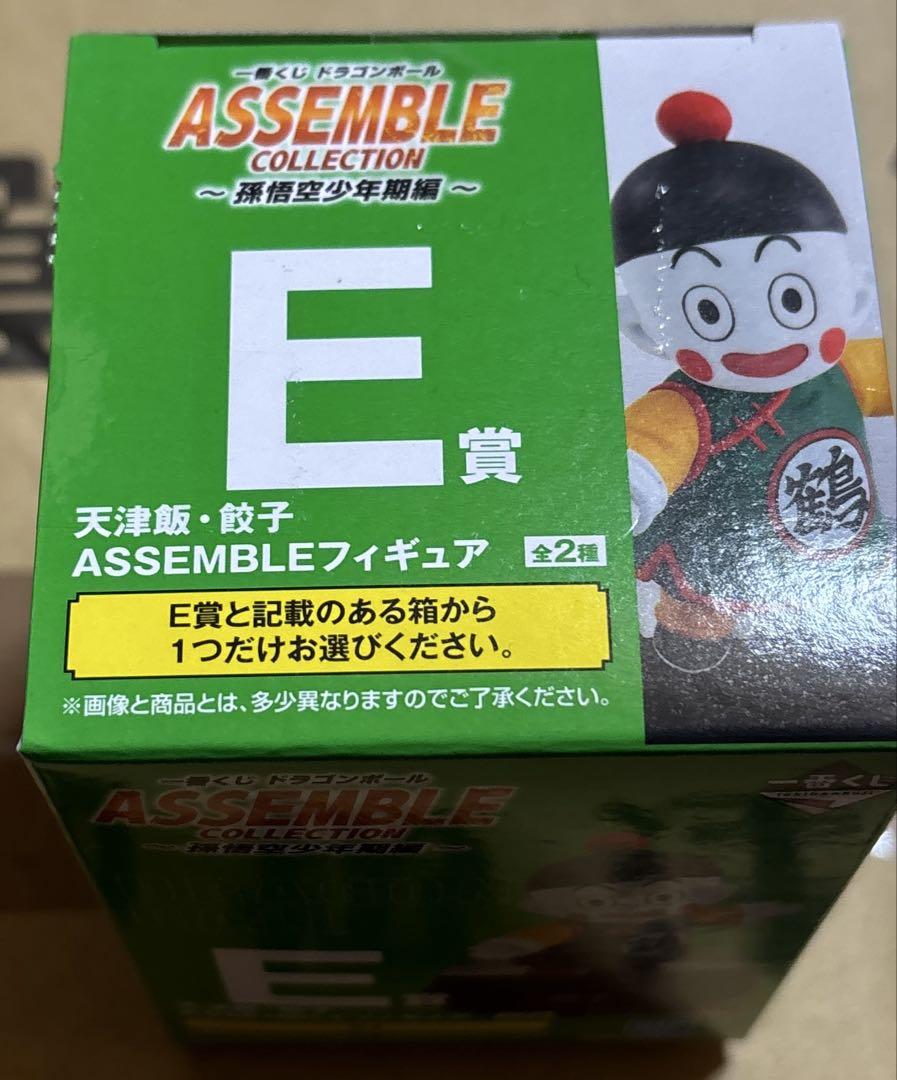 一番くじ ドラゴンボール
ASSEMBLE
COLLECTION
～ 孫悟空少年期編 ～
E賞
天津飯・餃子
ASSEMBLEフィギュア 全2種
E賞と記載のある箱から
1つだけお選びください。
※画像と商品とは、多少異なりますのでご了承ください。
鶴
一番くじ ドラゴンボール
ASSEMBLE
COLLECTION
～ 孫悟空少年期編 ～
一番くじ
E賞